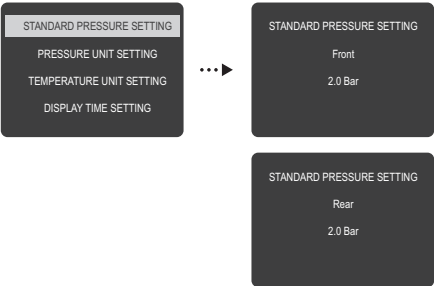 STANDARD PRESSURE SETTING
PRESSURE UNIT SETTING
TEMPERATURE UNIT SETTING
DISPLAY TIME SETTING
STANDARD PRESSURE SETTING
Front
2.0 Bar
STANDARD PRESSURE SETTING
Rear
2.0 Bar